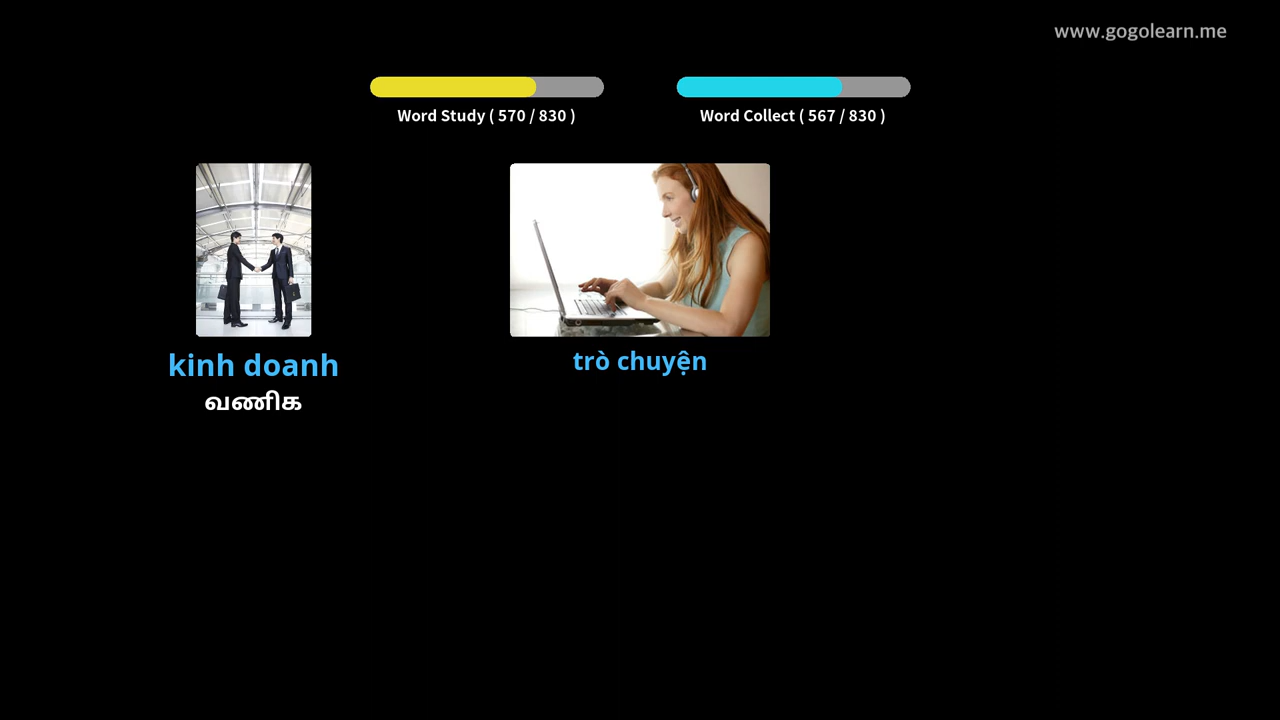 www.gogolearn.me
Word Study ( 570 / 830 )
Word Collect ( 567 / 830 )
kinh doanh
வணிக
trò chuyện